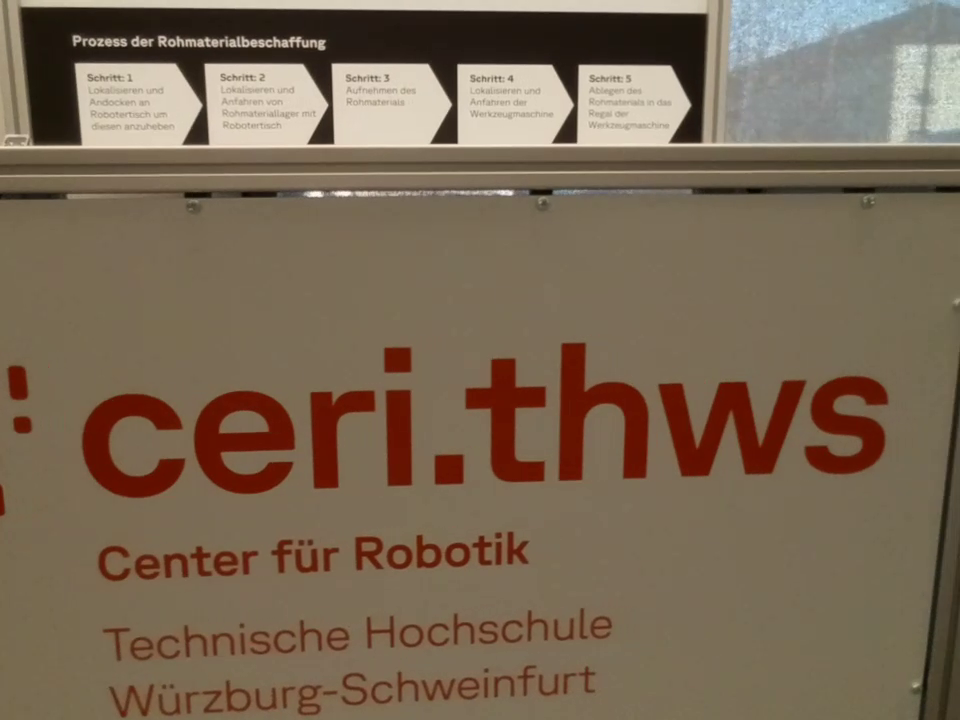 Prozess der Rohmaterialbeschaffung
Schritt: 1
Lokalisieren und
Andocken an
Robotertisch um
diesen anzuheben
Schritt: 2
Lokalisieren und
Anfahren von
Rohmateriallager mit
Robotertisch
Schritt: 3
Aufnehmen des
Rohmaterials
Schritt: 4
Lokalisieren und
Anfahren der
Werkzeugmaschine
Schritt: 5
Ablegen des
Rohmaterials in das
Regal der
Werkzeugmaschine
ceri.thws
Center für Robotik
Technische Hochschule
Würzburg-Schweinfurt